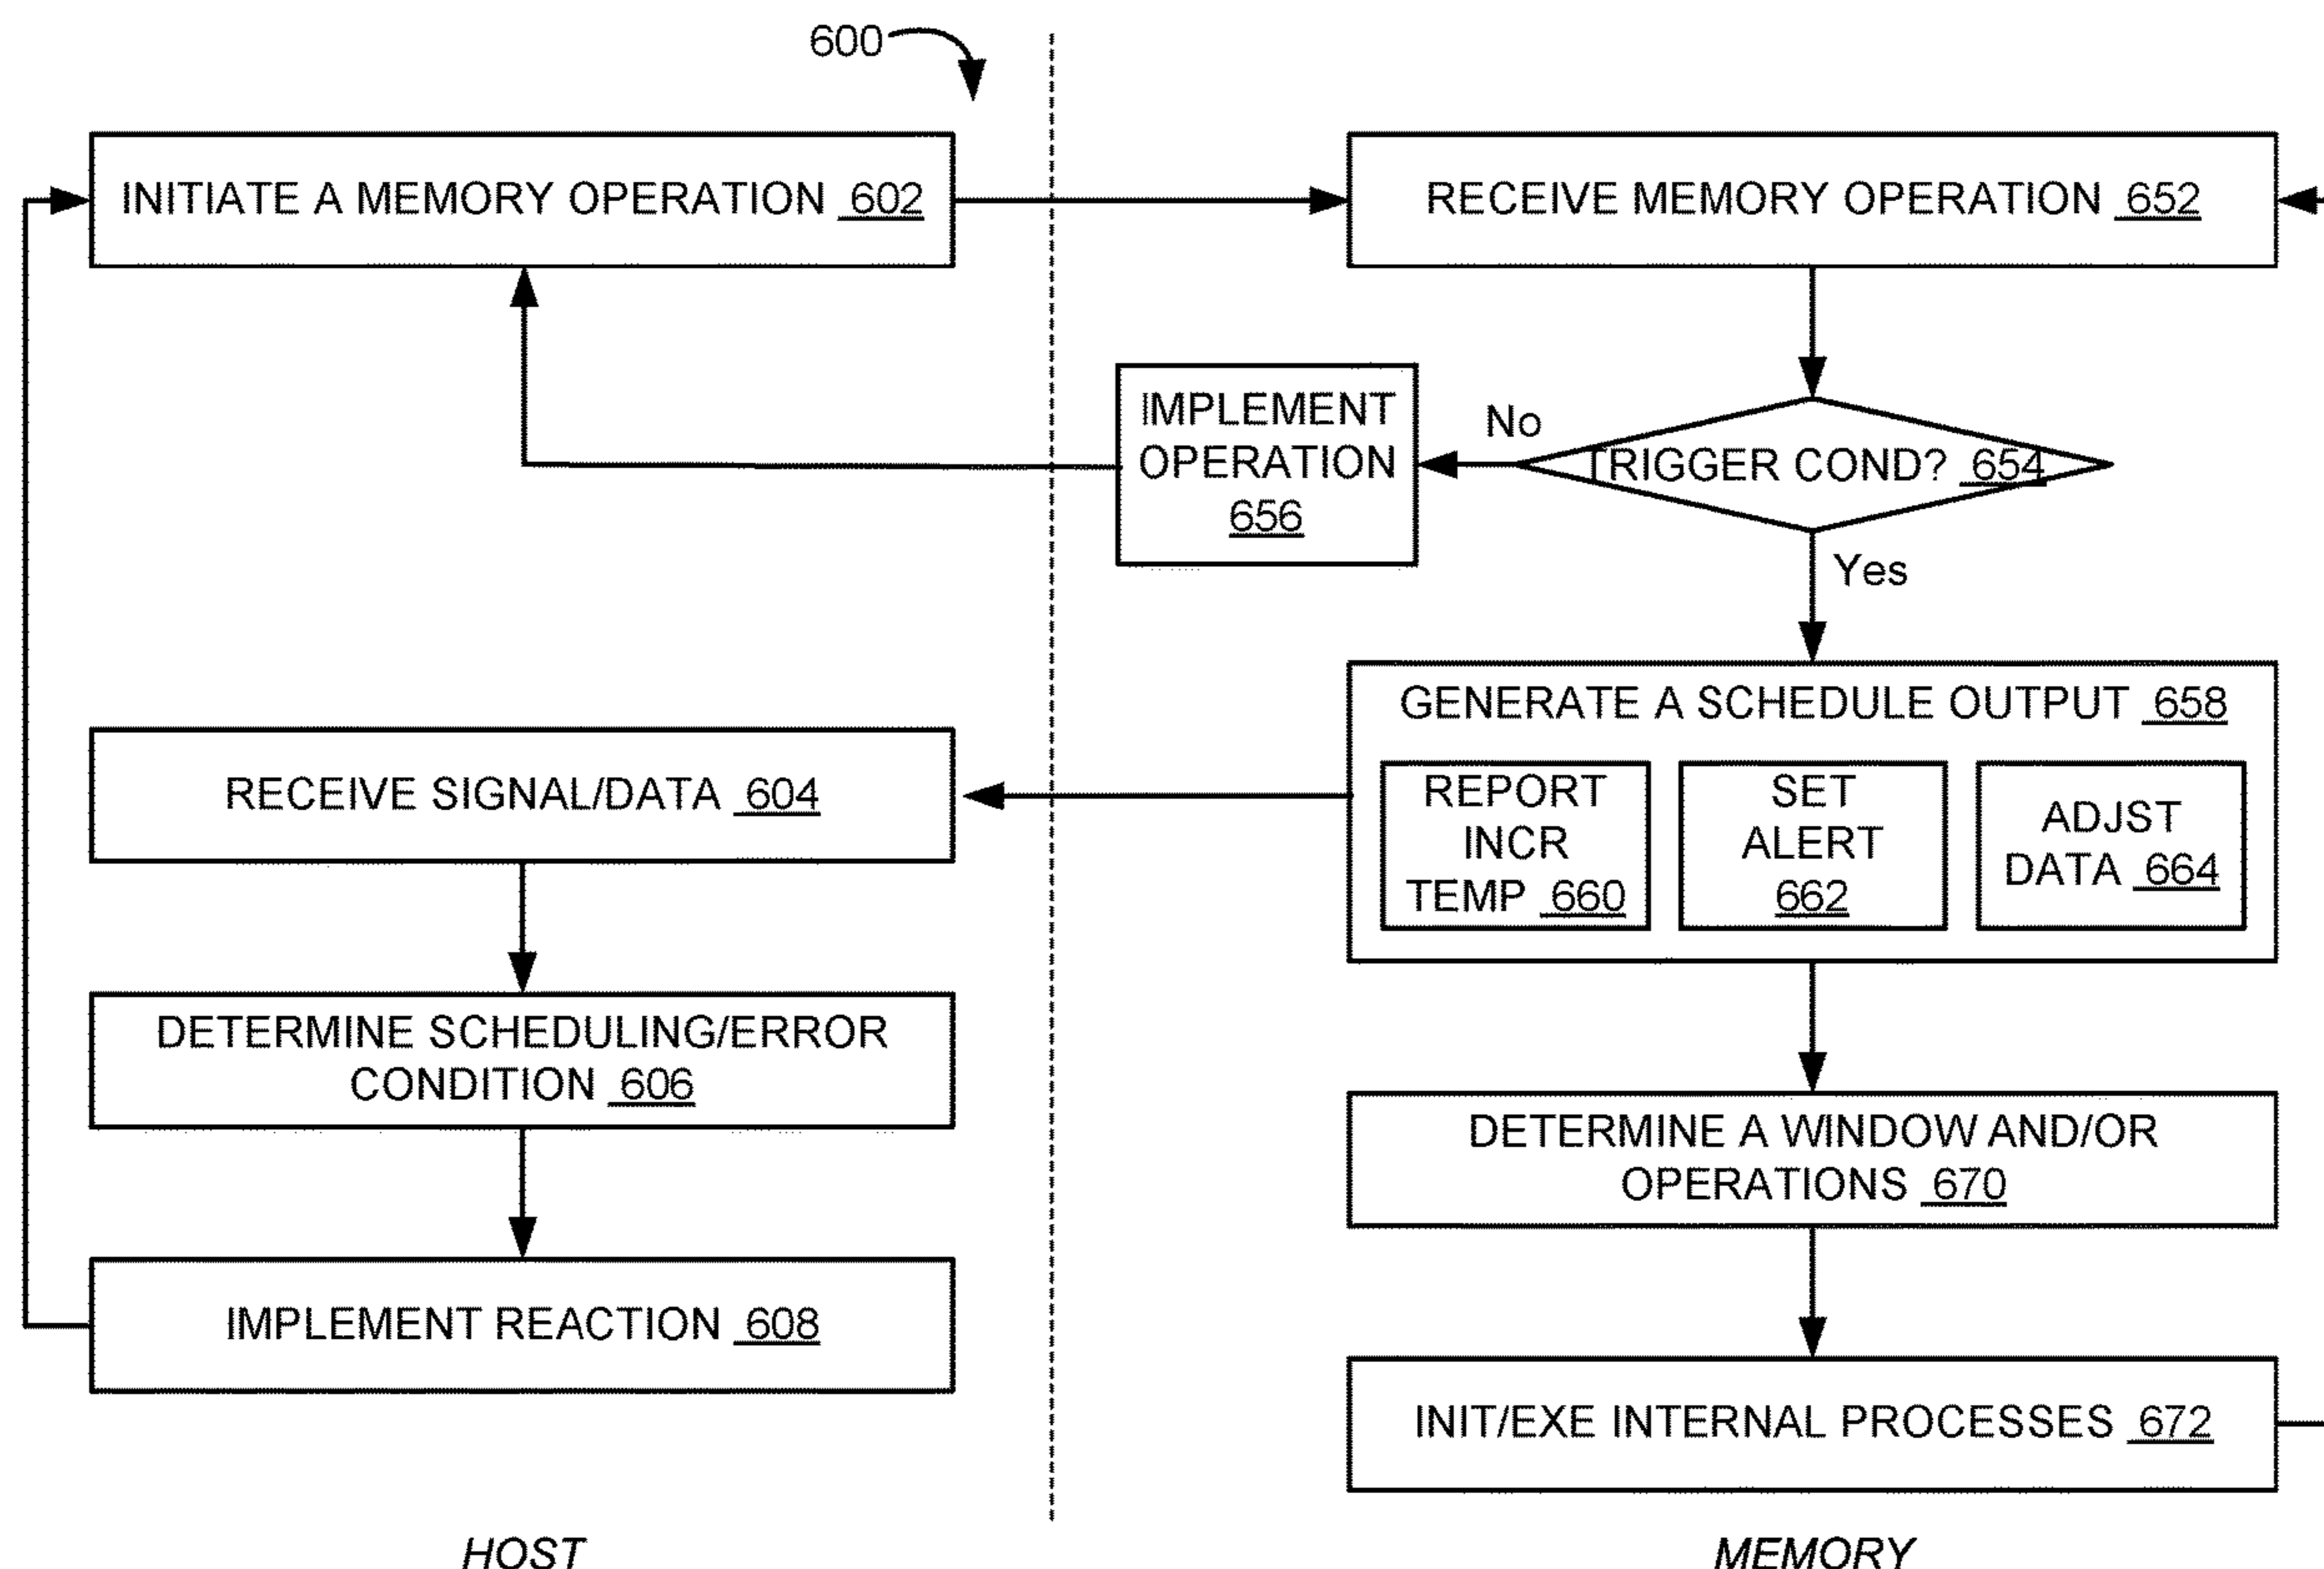 600
INITIATE A MEMORY OPERATION 602
RECEIVE MEMORY OPERATION 652
IMPLEMENT
OPERATION
656
No
TRIGGER COND? 654
Yes
GENERATE A SCHEDULE OUTPUT 658
REPORT
INCR
TEMP 660
SET
ALERT
662
ADJST
DATA 664
RECEIVE SIGNAL/DATA 604
DETERMINE SCHEDULING/ERROR
CONDITION 606
DETERMINE A WINDOW AND/OR
OPERATIONS 670
IMPLEMENT REACTION 608
INIT/EXE INTERNAL PROCESSES 672
HOST
MEMORY